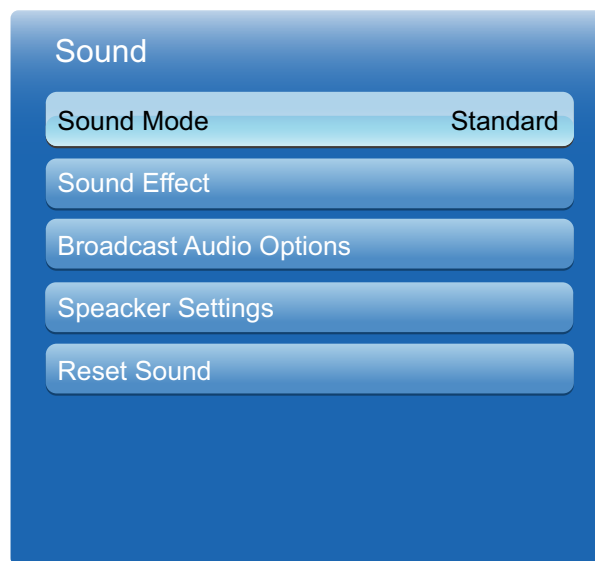 Sound
Sound Mode Standard
Sound Effect
Broadcast Audio Options
Speacker Settings
Reset Sound